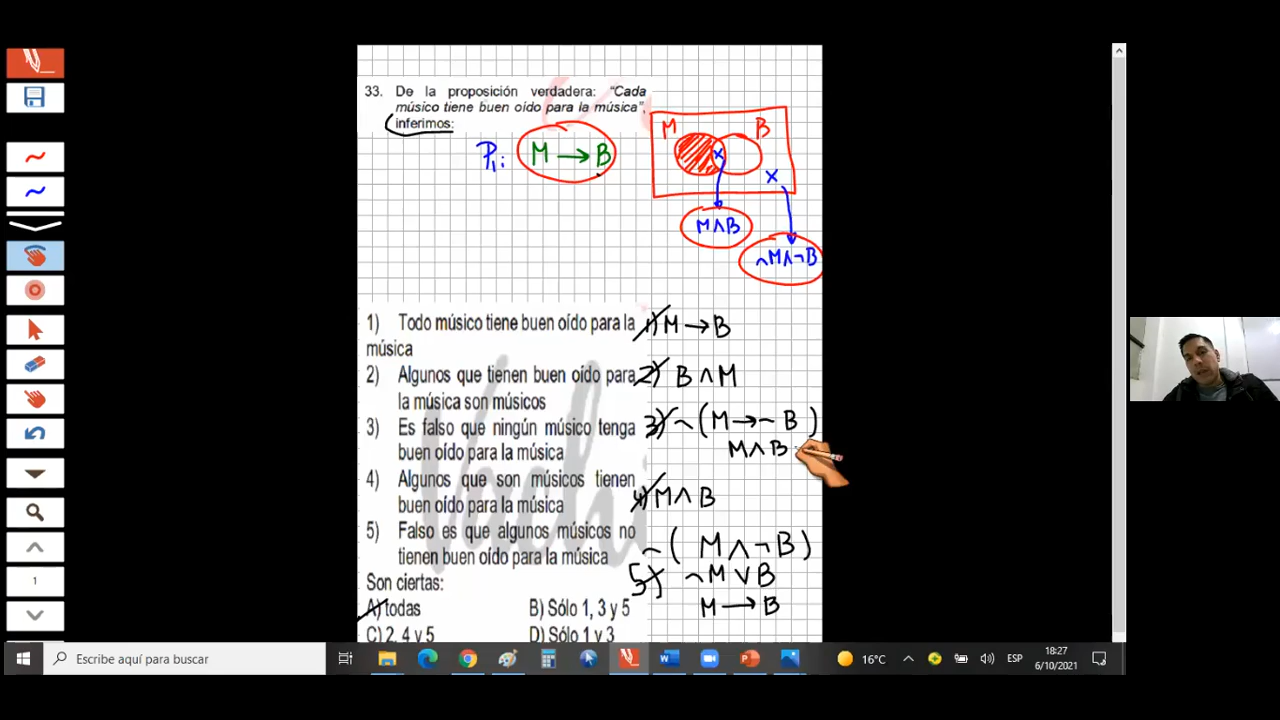 33. De la proposición verdadera: “Cada
músico tiene buen oído para la música”,
inferimos:
P₁: M → B
M B
x
x
M∧B
¬M∧¬B
1) Todo músico tiene buen oído para la
música
2) Algunos que tienen buen oído para
la música son músicos
3) Es falso que ningún músico tenga
buen oído para la música
4) Algunos que son músicos tienen
buen oído para la música
5) Falso es que algunos músicos no
tienen buen oído para la música
Son ciertas:
A) todas B) Sólo 1, 3 y 5
C) 2, 4 y 5 D) Sólo 1 y 3
1) M → B
2) B ∧ M
3) ~ (M → ~ B)
M ∧ B
4) M ∧ B
~ ( M ∧ ¬ B )
5) ¬ M ∨ B
M → B
1
Escribe aquí para buscar
16°C
ESP
18:27
6/10/2021